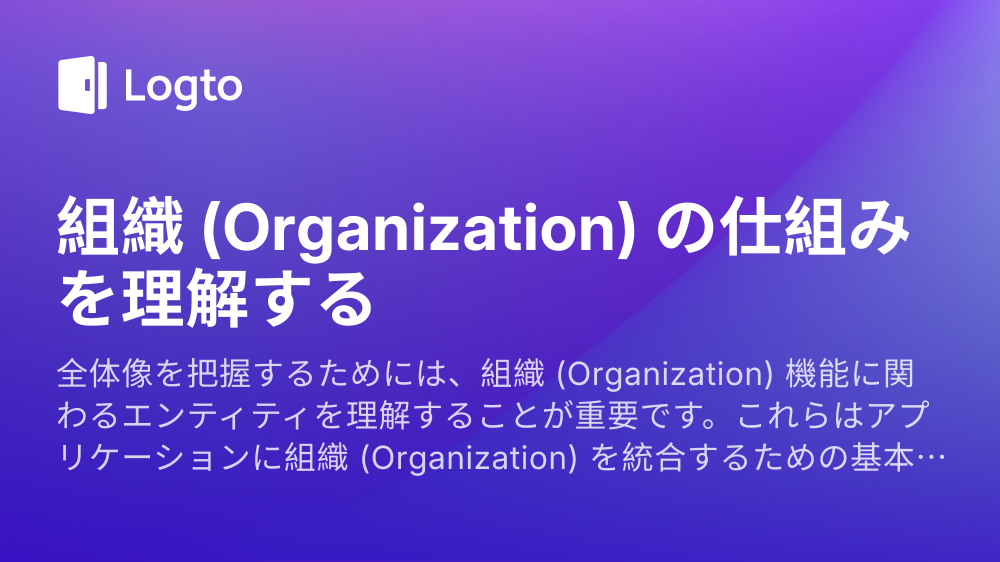 Logto
組織 (Organization) の仕組み
を理解する
全体像を把握するためには、組織 (Organization) 機能に関
わるエンティティを理解することが重要です。これらはアプ
リケーションに組織 (Organization) を統合するための基本…